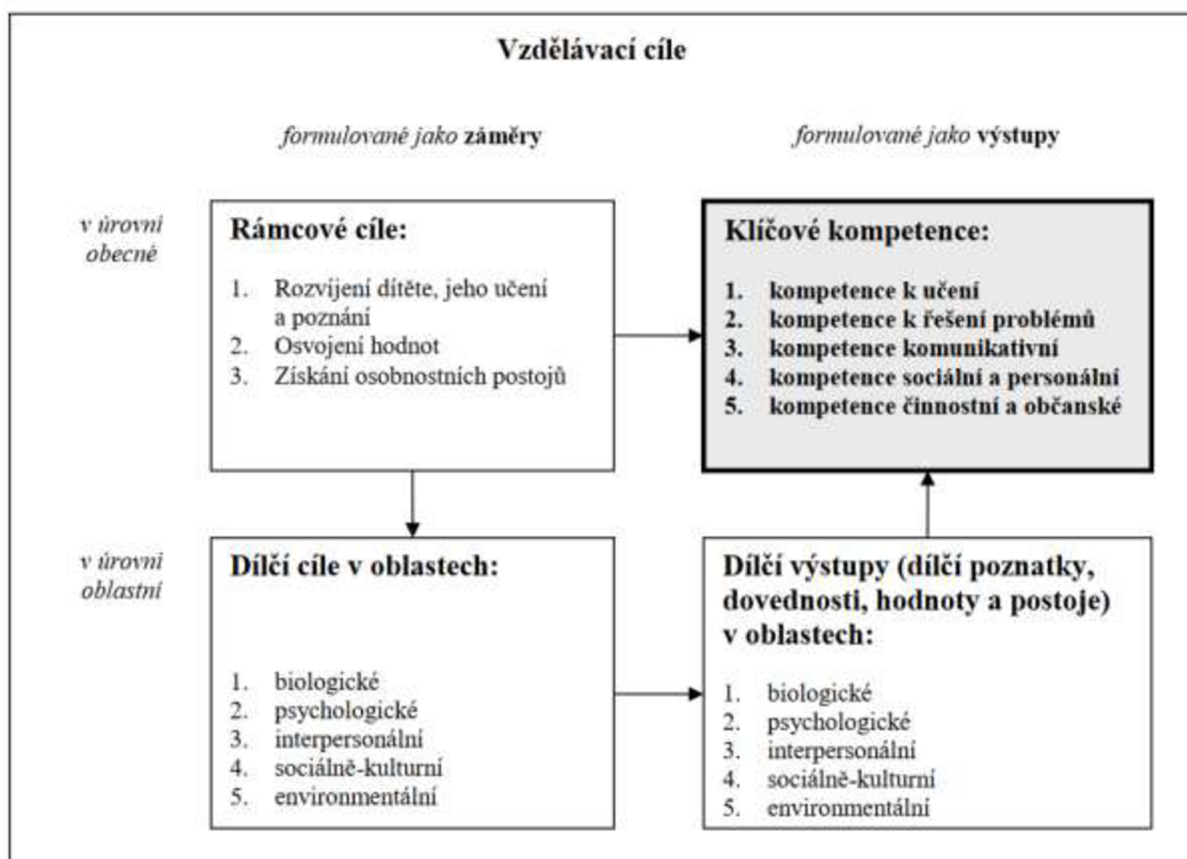 Vzdělávací cíle
formulované jako záměry
formulované jako výstupy
v úrovni
obecné
Rámcové cíle:
1. Rozvíjení dítěte, jeho učení
a poznání
2. Osvojení hodnot
3. Získání osobnostních postojů
Klíčové kompetence:
1. kompetence k učení
2. kompetence k řešení problémů
3. kompetence komunikativní
4. kompetence sociální a personální
5. kompetence činnostní a občanské
v úrovni
oblastní
Dílčí cíle v oblastech:
1. biologické
2. psychologické
3. interpersonální
4. sociálně-kulturní
5. environmentální
Dílčí výstupy (dílčí poznatky,
dovednosti, hodnoty a postoje)
v oblastech:
1. biologické
2. psychologické
3. interpersonální
4. sociálně-kulturní
5. environmentální